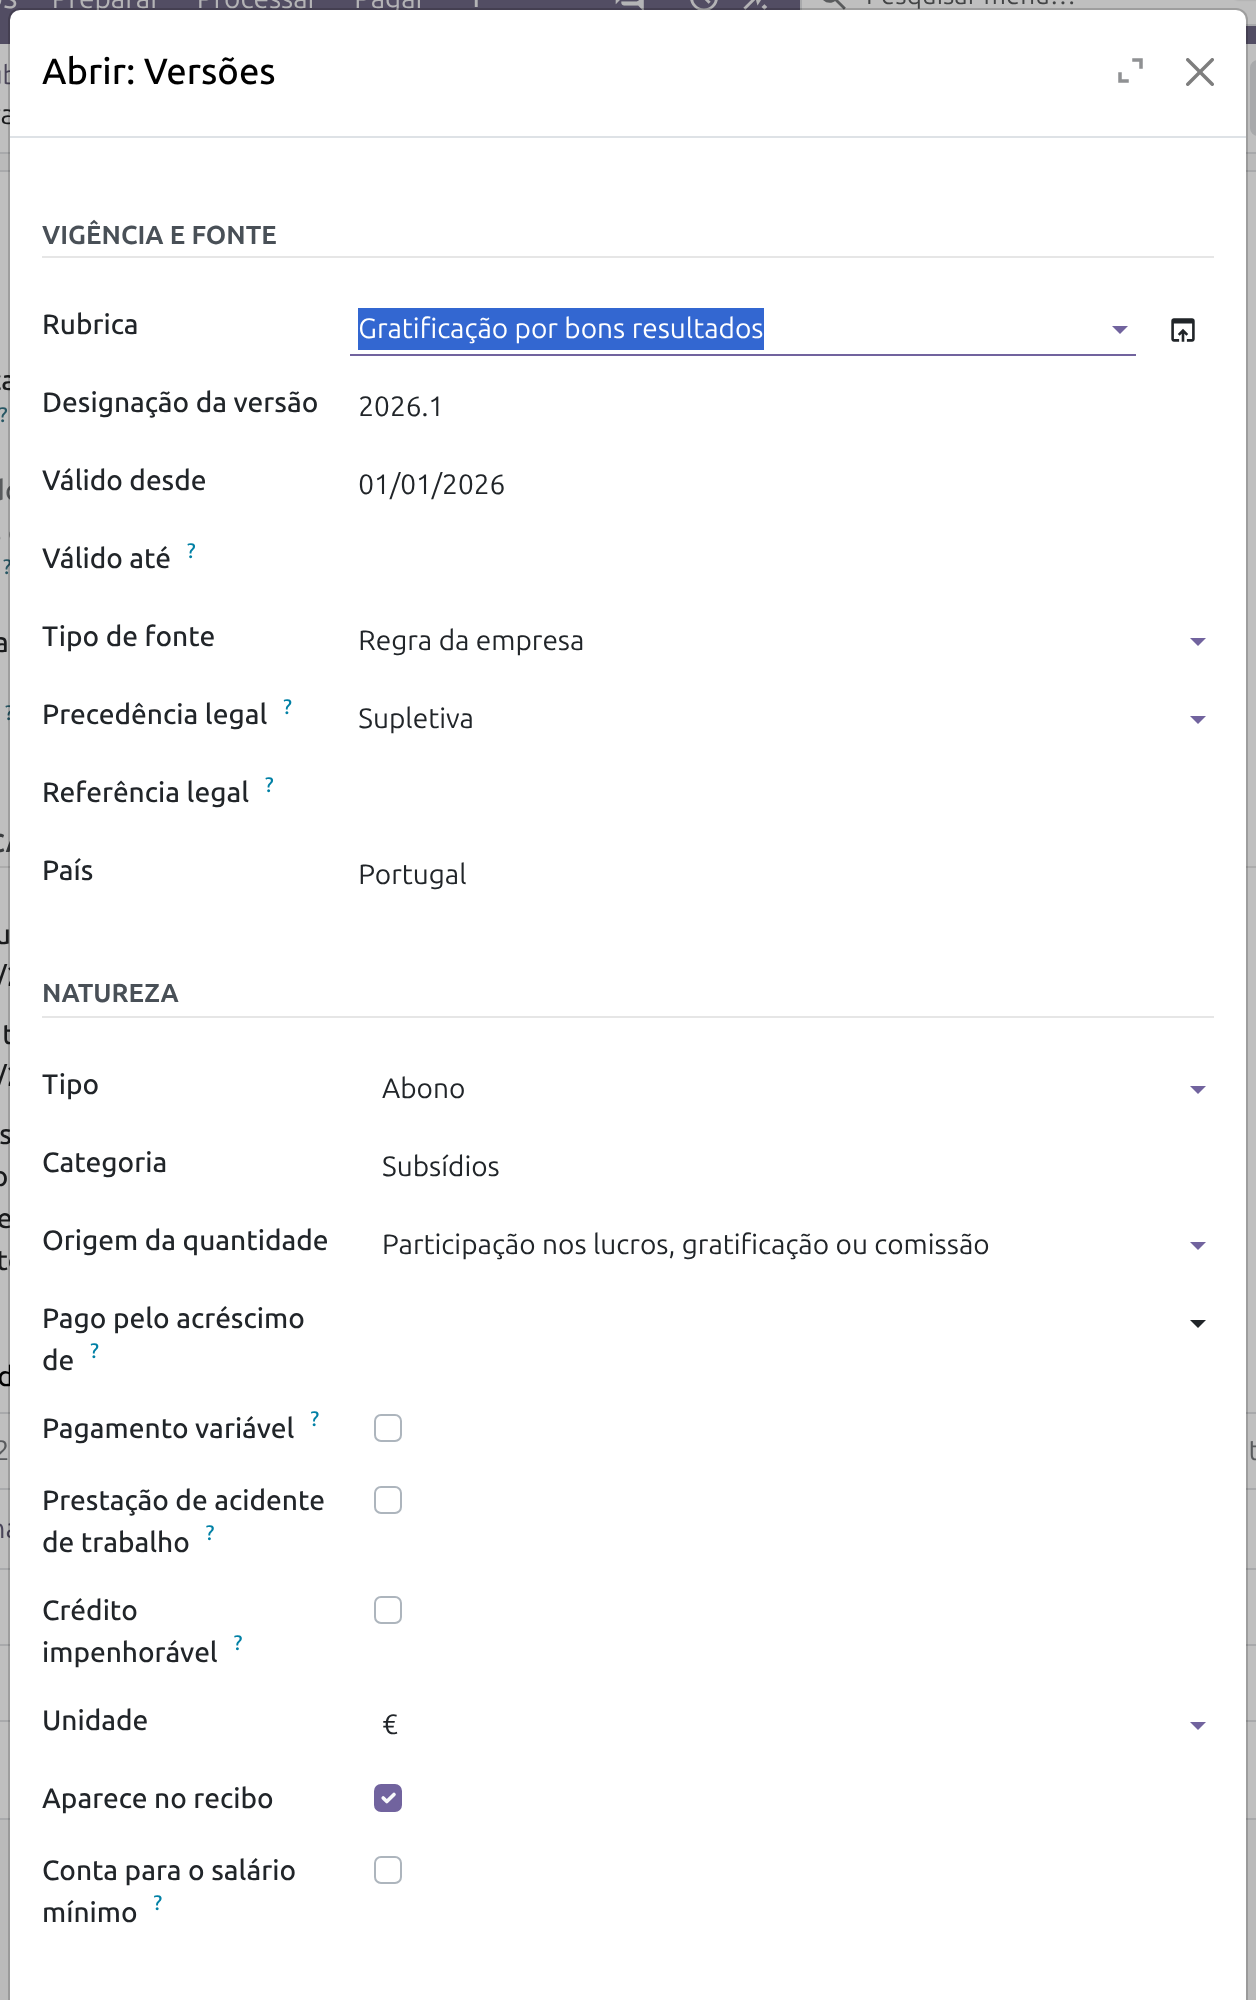 Abrir: Versões
VIGÊNCIA E FONTE
Rubrica
Gratificação por bons resultados
Designação da versão
2026.1
Válido desde
01/01/2026
Válido até ?
Tipo de fonte
Regra da empresa
Precedência legal ?
Supletiva
Referência legal ?
País
Portugal
NATUREZA
Tipo
Abono
Categoria
Subsídios
Origem da quantidade
Participação nos lucros, gratificação ou comissão
Pago pelo acréscimo
de ?
Pagamento variável ?
Prestação de acidente
de trabalho ?
Crédito
impenhorável ?
Unidade
€
Aparece no recibo
Conta para o salário
mínimo ?